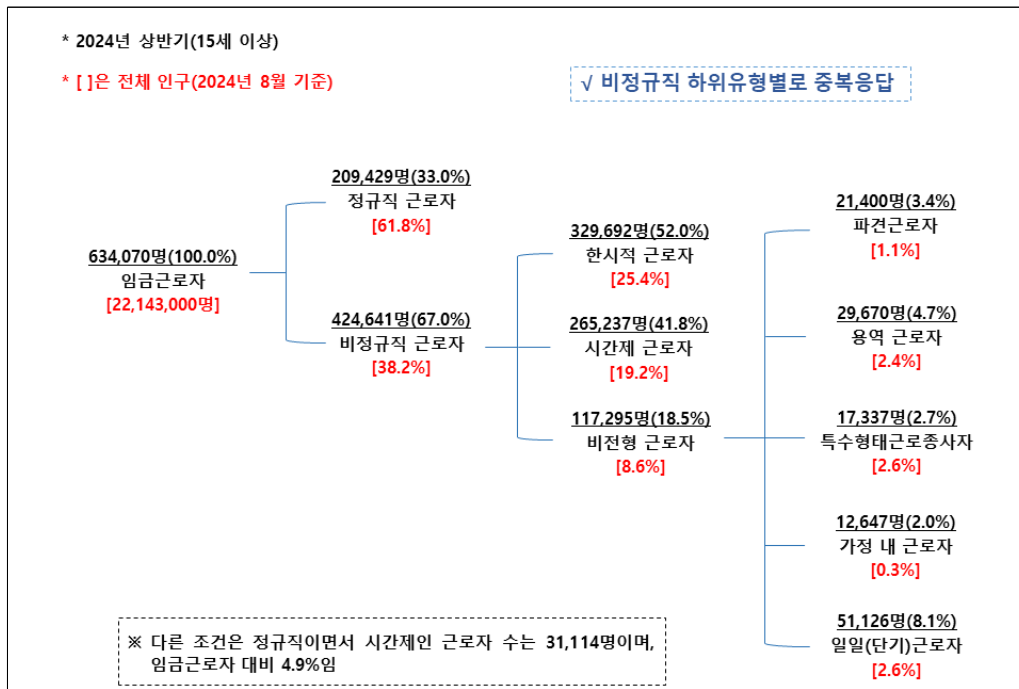 * 2024년 상반기(15세 이상)
* [ ]은 전체 인구(2024년 8월 기준)
√ 비정규직 하위유형별로 중복응답
634,070명(100.0%)
임금근로자
[22,143,000명]
209,429명(33.0%)
정규직 근로자
[61.8%]
424,641명(67.0%)
비정규직 근로자
[38.2%]
329,692명(52.0%)
한시적 근로자
[25.4%]
265,237명(41.8%)
시간제 근로자
[19.2%]
117,295명(18.5%)
비전형 근로자
[8.6%]
21,400명(3.4%)
파견근로자
[1.1%]
29,670명(4.7%)
용역 근로자
[2.4%]
17,337명(2.7%)
특수형태근로종사자
[2.6%]
12,647명(2.0%)
가정 내 근로자
[0.3%]
51,126명(8.1%)
일일(단기)근로자
[2.6%]
※ 다른 조건은 정규직이면서 시간제인 근로자 수는 31,114명이며,
임금근로자 대비 4.9%임